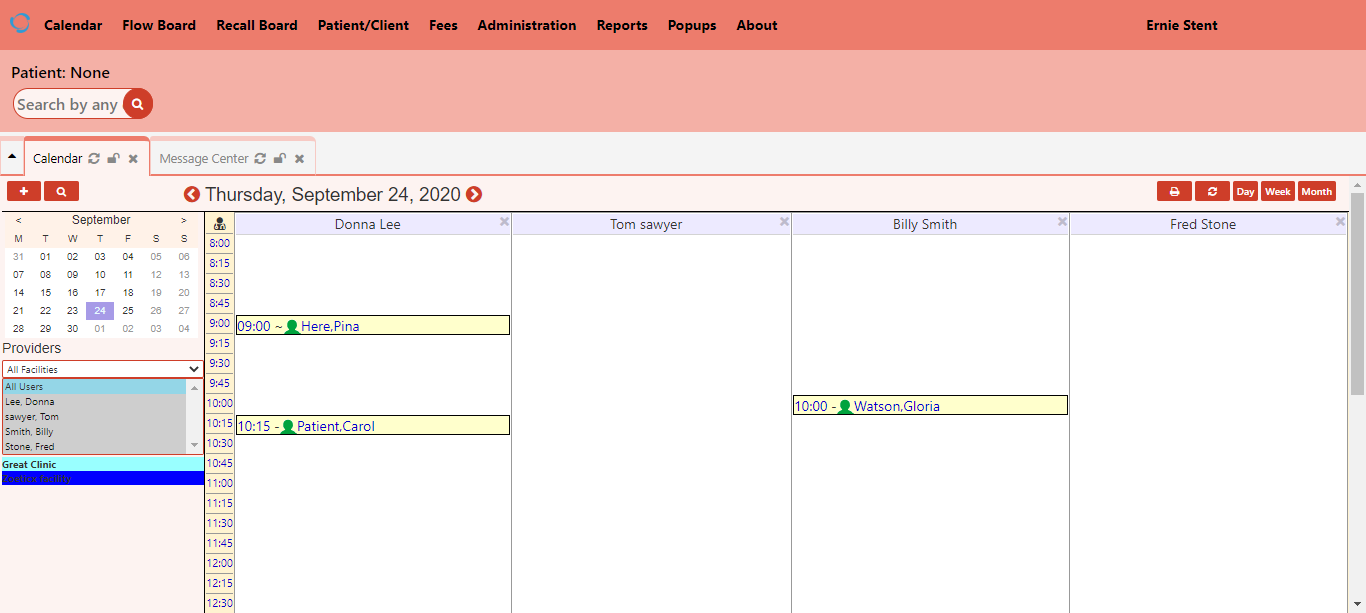 Calendar Flow Board Recall Board Patient/Client Fees Administration Reports Popups About Ernie Stent
Patient: None
Search by any
Calendar Message Center
Thursday, September 24, 2020 Day Week Month
< September >
M T W T F S S
31 01 02 03 04 05 06
07 08 09 10 11 12 13
14 15 16 17 18 19 20
21 22 23 24 25 26 27
28 29 30 01 02 03 04
Providers
All Facilities
All Users
Lee, Donna
sawyer, Tom
Smith, Billy
Stone, Fred
Great Clinic
Zoeticx facility
Donna Lee Tom sawyer Billy Smith Fred Stone
8:00
8:15
8:30
8:45
9:00 09:00 ~ Here,Pina
9:15
9:30
9:45
10:00 10:00 - Watson,Gloria
10:15 10:15 - Patient,Carol
10:30
10:45
11:00
11:15
11:30
11:45
12:00
12:15
12:30